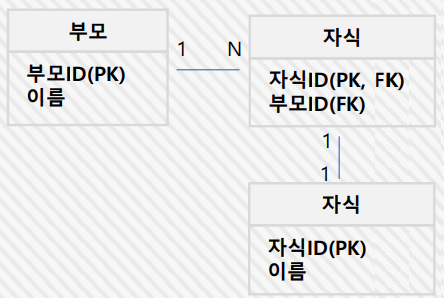 부모
부모ID(PK)
이름
1 N
자식
자식ID(PK, FK)
부모ID(FK)
1
1
자식
자식ID(PK)
이름